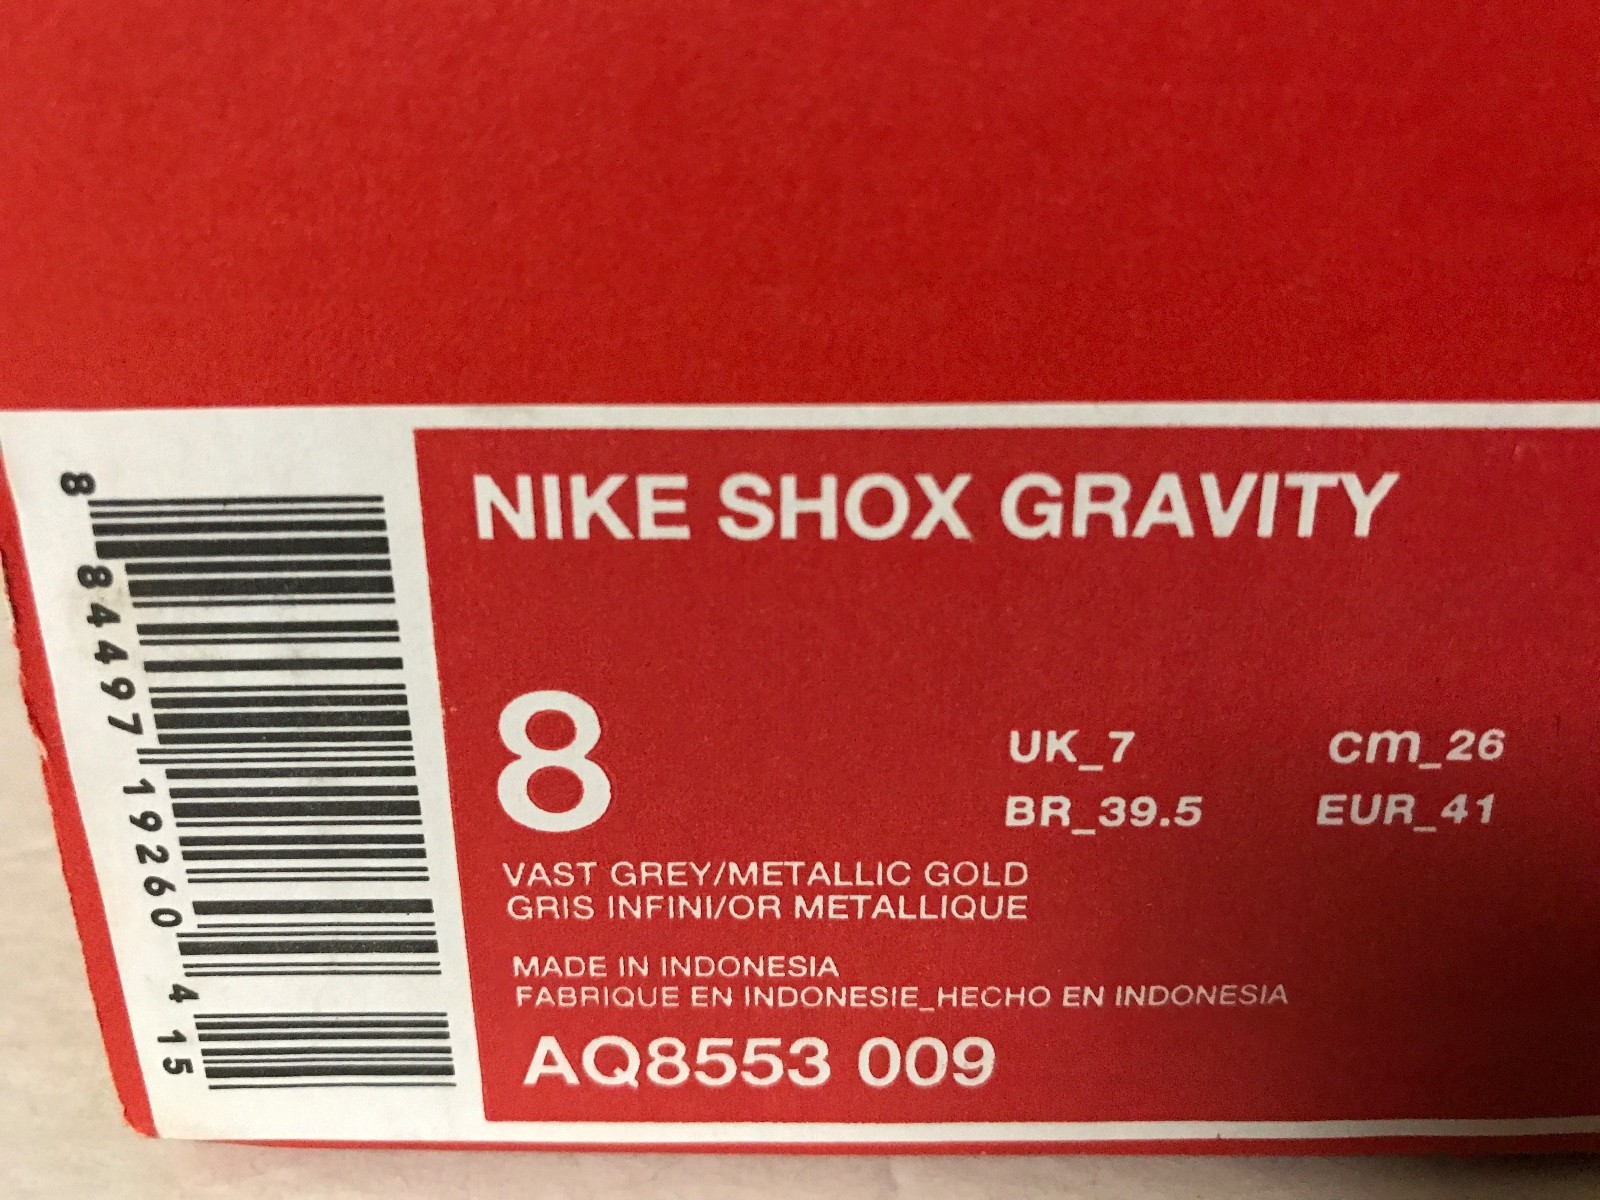 NIKE SHOX GRAVITY
8
UK_7 cm_26
BR_39.5 EUR_41
VAST GREY/METALLIC GOLD
GRIS INFINI/OR METALLIQUE
MADE IN INDONESIA
FABRIQUE EN INDONESIE_HECHO EN INDONESIA
AQ8553 009
8 84497 19260 4 15